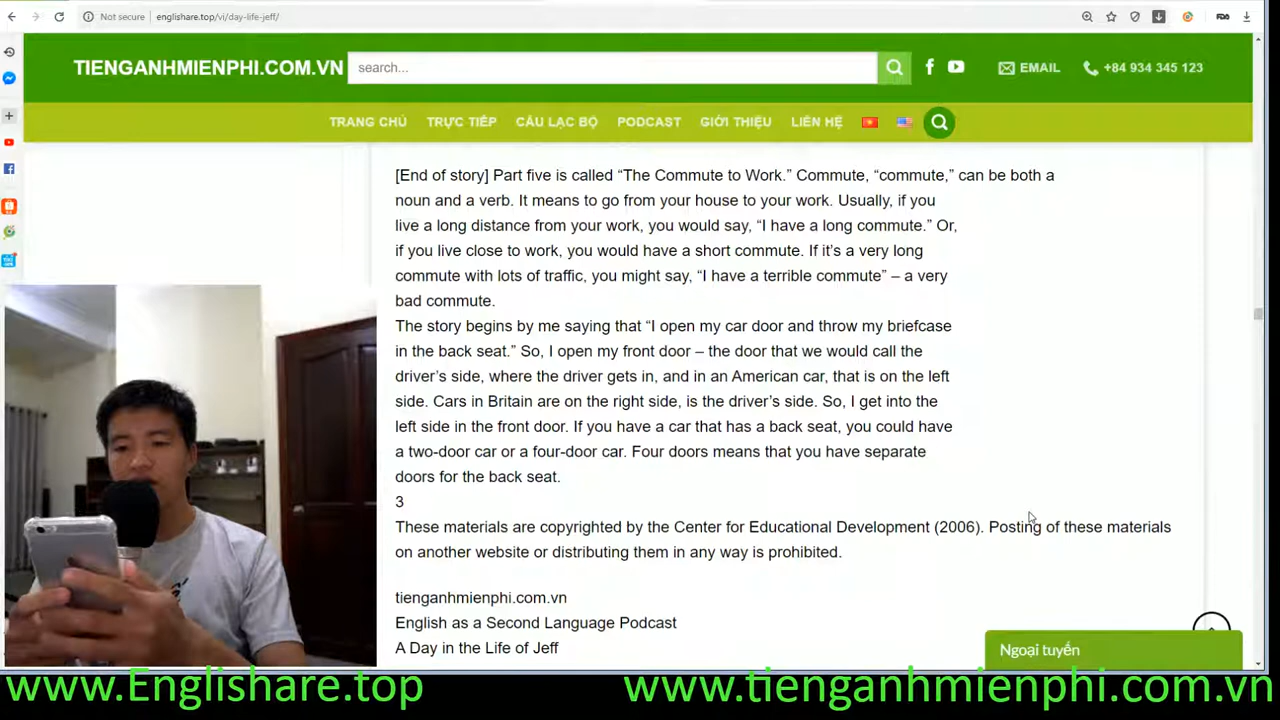 Not secure englishare.top/vi/day-life-jeff/
TIENGANHMIENPHI.COM.VN search... EMAIL +84 934 345 123
TRANG CHỦ TRỰC TIẾP CÂU LẠC BỘ PODCAST GIỚI THIỆU LIÊN HỆ
[End of story] Part five is called “The Commute to Work.” Commute, “commute,” can be both a
noun and a verb. It means to go from your house to your work. Usually, if you
live a long distance from your work, you would say, “I have a long commute.” Or,
if you live close to work, you would have a short commute. If it’s a very long
commute with lots of traffic, you might say, “I have a terrible commute” – a very
bad commute.
The story begins by me saying that “I open my car door and throw my briefcase
in the back seat.” So, I open my front door – the door that we would call the
driver’s side, where the driver gets in, and in an American car, that is on the left
side. Cars in Britain are on the right side, is the driver’s side. So, I get into the
left side in the front door. If you have a car that has a back seat, you could have
a two-door car or a four-door car. Four doors means that you have separate
doors for the back seat.
3
These materials are copyrighted by the Center for Educational Development (2006). Posting of these materials
on another website or distributing them in any way is prohibited.
tienganhmienphi.com.vn
English as a Second Language Podcast
A Day in the Life of Jeff
Ngoại tuyến
www.Englishare.top www.tienganhmienphi.com.vn